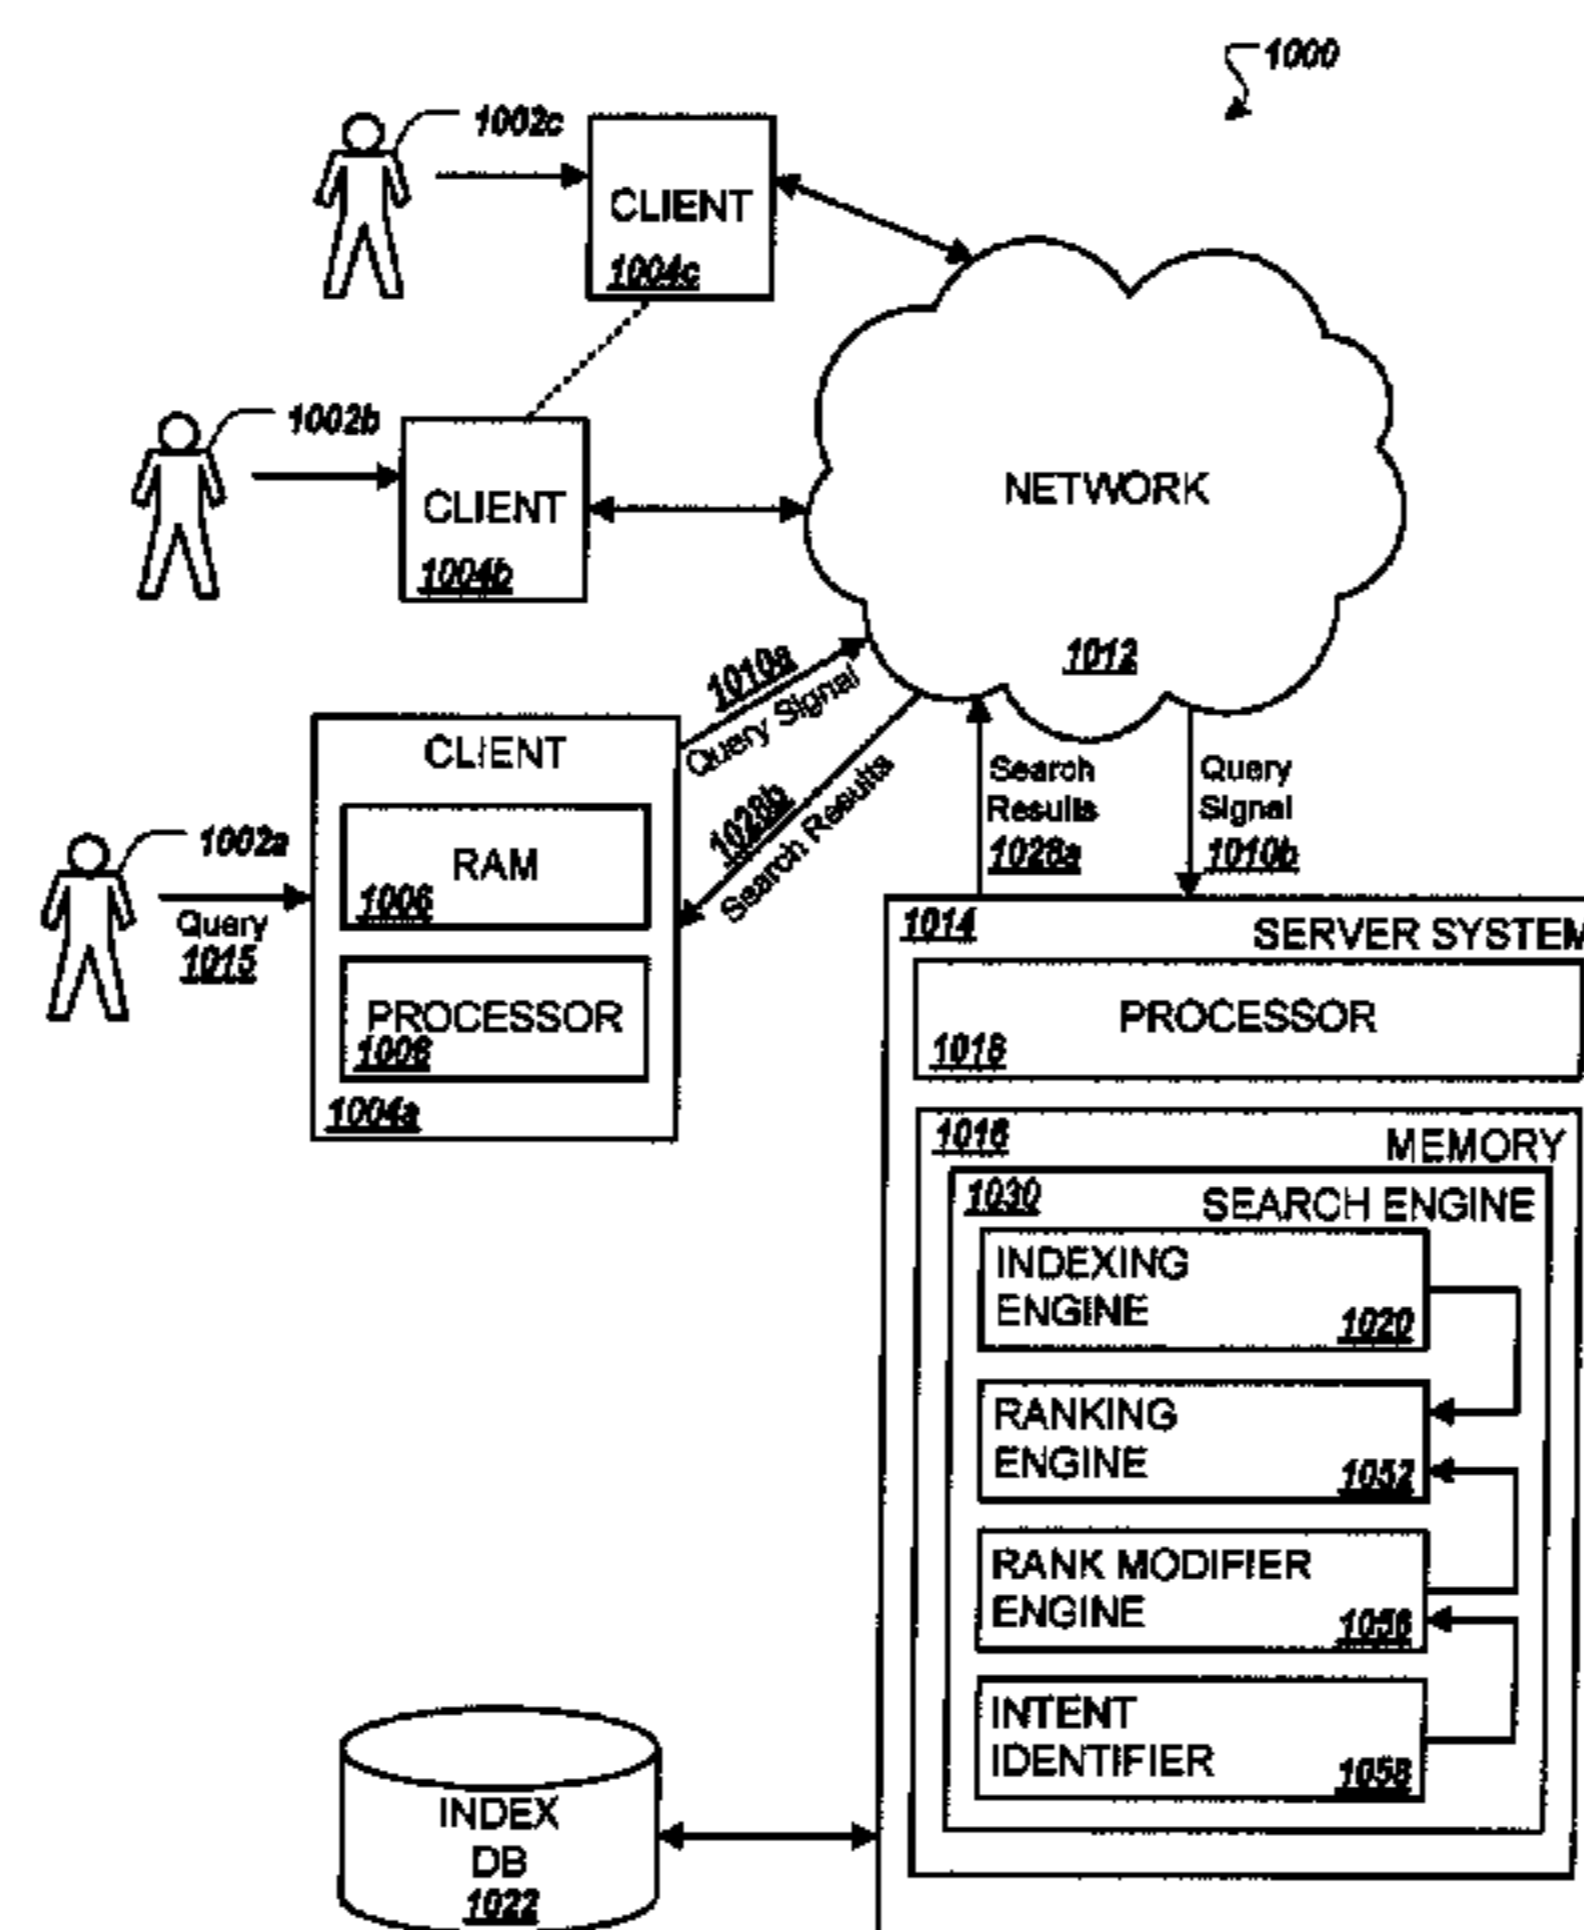 1000
1002c
CLIENT
1004c
1002b
CLIENT
1004b
NETWORK
1012
1010a
Query Signal
1028b
Search Results
CLIENT
RAM
1006
PROCESSOR
1008
1004a
1002a
Query
1015
Search
Results
1028a
Query
Signal
1010b
1014
SERVER SYSTEM
PROCESSOR
1018
1016
MEMORY
1030
SEARCH ENGINE
INDEXING
ENGINE
1020
RANKING
ENGINE
1052
RANK MODIFIER
ENGINE
1056
INTENT
IDENTIFIER
1058
INDEX
DB
1022